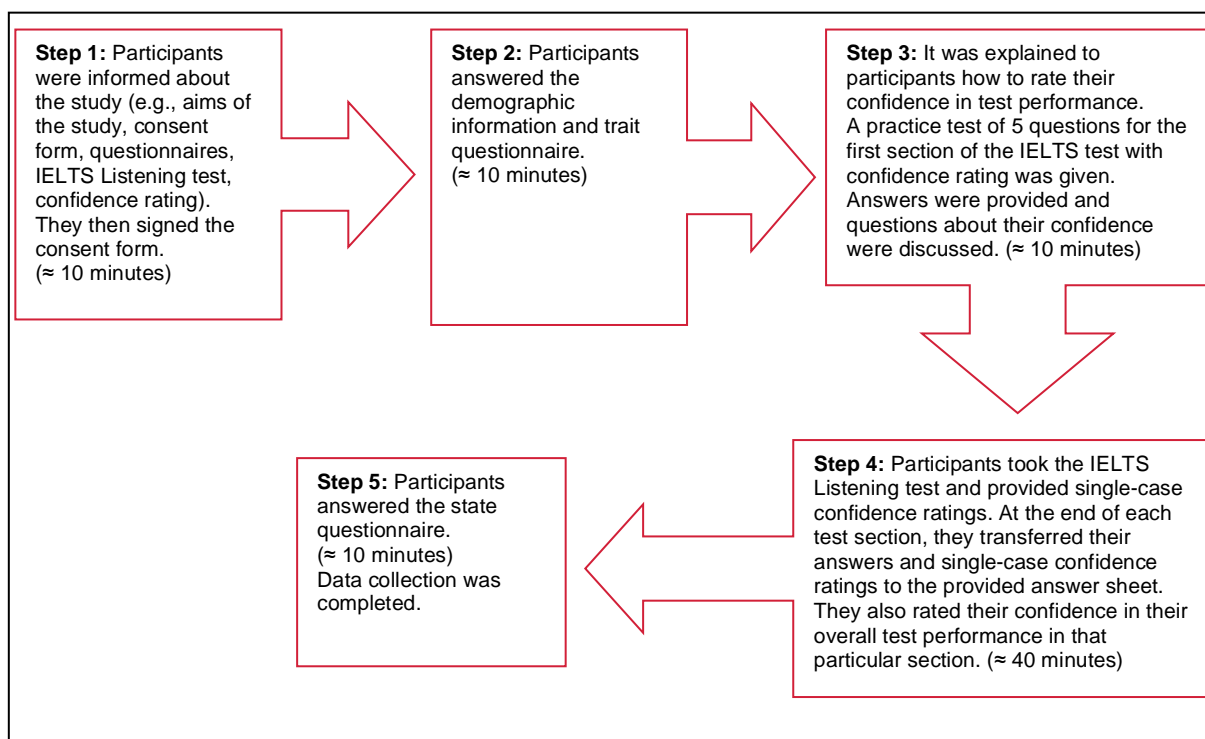 Step 1: Participants
were informed about
the study (e.g., aims of
the study, consent
form, questionnaires,
IELTS Listening test,
confidence rating).
They then signed the
consent form.
(≈ 10 minutes)
Step 2: Participants
answered the
demographic
information and trait
questionnaire.
(≈ 10 minutes)
Step 3: It was explained to
participants how to rate their
confidence in test performance.
A practice test of 5 questions for the
first section of the IELTS test with
confidence rating was given.
Answers were provided and
questions about their confidence
were discussed. (≈ 10 minutes)
Step 4: Participants took the IELTS
Listening test and provided single-case
confidence ratings. At the end of each
test section, they transferred their
answers and single-case confidence
ratings to the provided answer sheet.
They also rated their confidence in their
overall test performance in that
particular section. (≈ 40 minutes)
Step 5: Participants
answered the state
questionnaire.
(≈ 10 minutes)
Data collection was
completed.